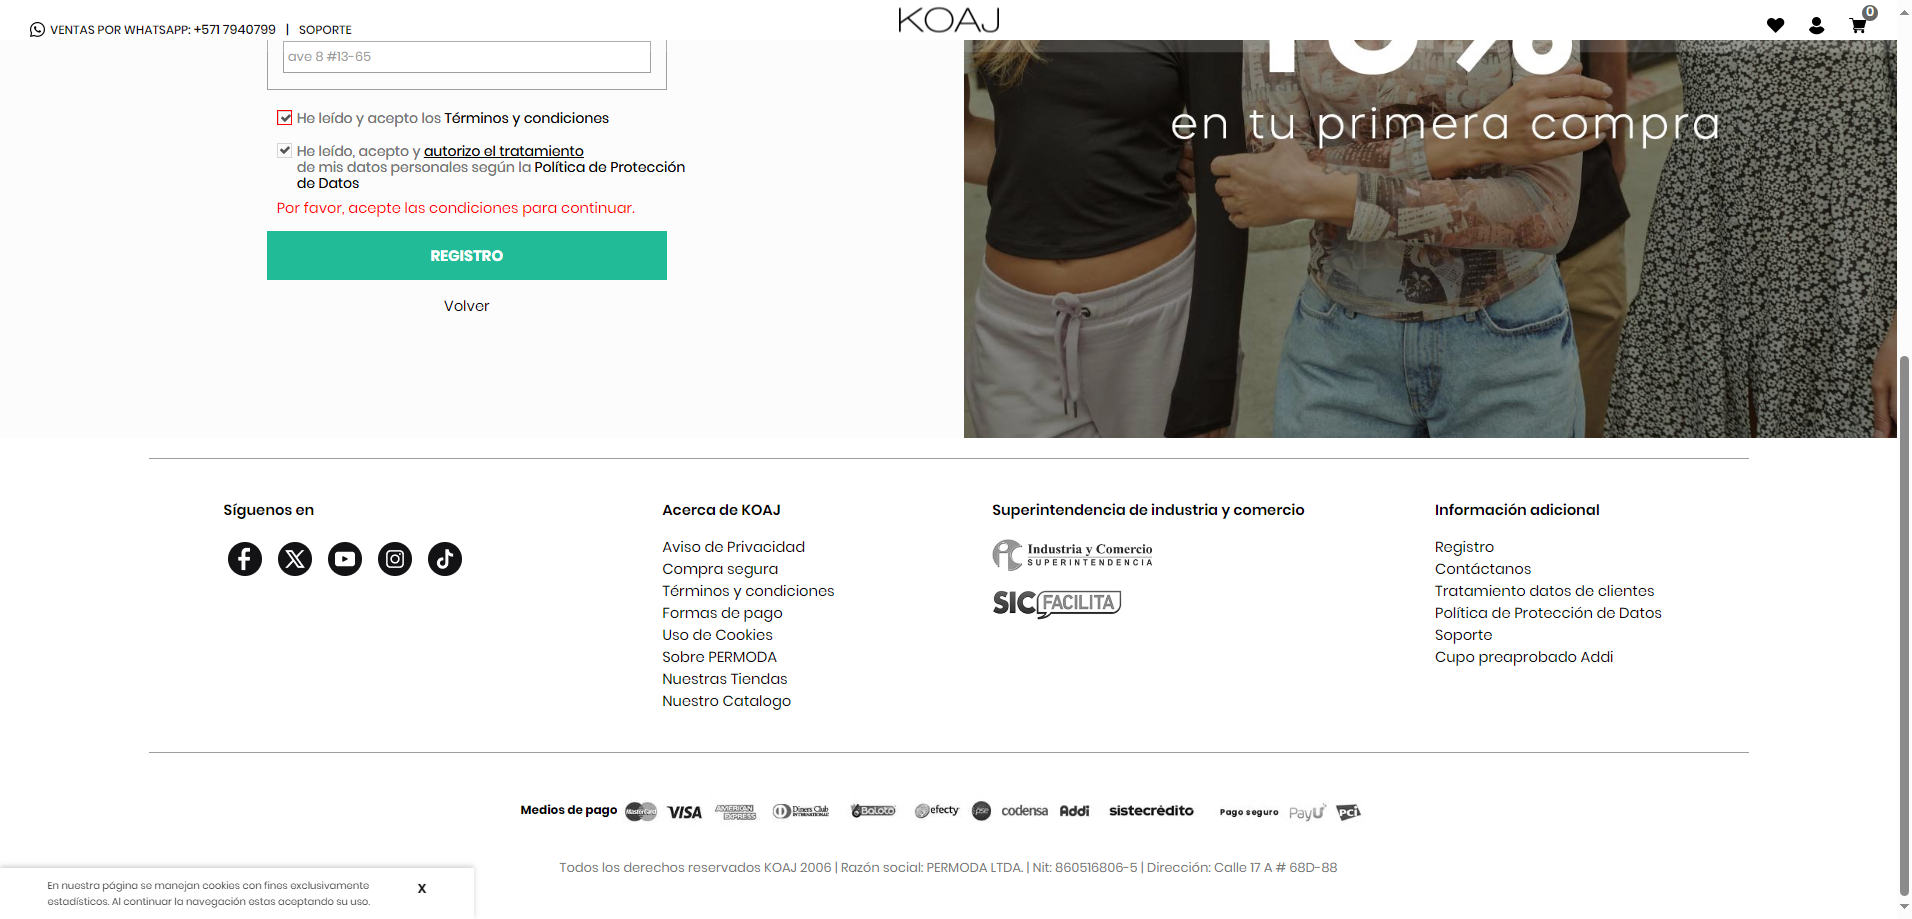 VENTAS POR WHATSAPP: +571 7940799 | SOPORTE
KOAJ
0
ave 8 #13-65
He leído y acepto los Términos y condiciones
He leído, acepto y autorizo el tratamiento
de mis datos personales según la Política de Protección
de Datos
Por favor, acepte las condiciones para continuar.
REGISTRO
Volver
10%
en tu primera compra
Síguenos en
Acerca de KOAJ
Aviso de Privacidad
Compra segura
Términos y condiciones
Formas de pago
Uso de Cookies
Sobre PERMODA
Nuestras Tiendas
Nuestro Catalogo
Superintendencia de industria y comercio
Industria y Comercio
SUPERINTENDENCIA
SIC FACILITA
Información adicional
Registro
Contáctanos
Tratamiento datos de clientes
Política de Protección de Datos
Soporte
Cupo preaprobado Addi
Medios de pago MasterCard VISA AMERICAN EXPRESS Diners Club INTERNATIONAL Baloto efecty pse codensa Addi sistecrédito Pago seguro PayU PCI
Todos los derechos reservados KOAJ 2006 | Razón social: PERMODA LTDA. | Nit: 860516806-5 | Dirección: Calle 17 A # 68D-88
En nuestra página se manejan cookies con fines exclusivamente
estadísticos. Al continuar la navegación estas aceptando su uso.
X